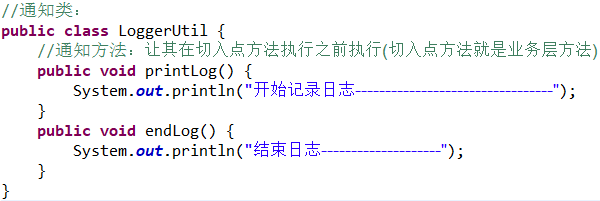 //通知类:
public class LoggerUtil {
//通知方法: 让其在切入点方法执行之前执行(切入点方法就是业务层方法)
public void printLog() {
System.out.println("开始记录日志---------------------------------");
}
public void endLog() {
System.out.println("结束日志--------------------");
}
}